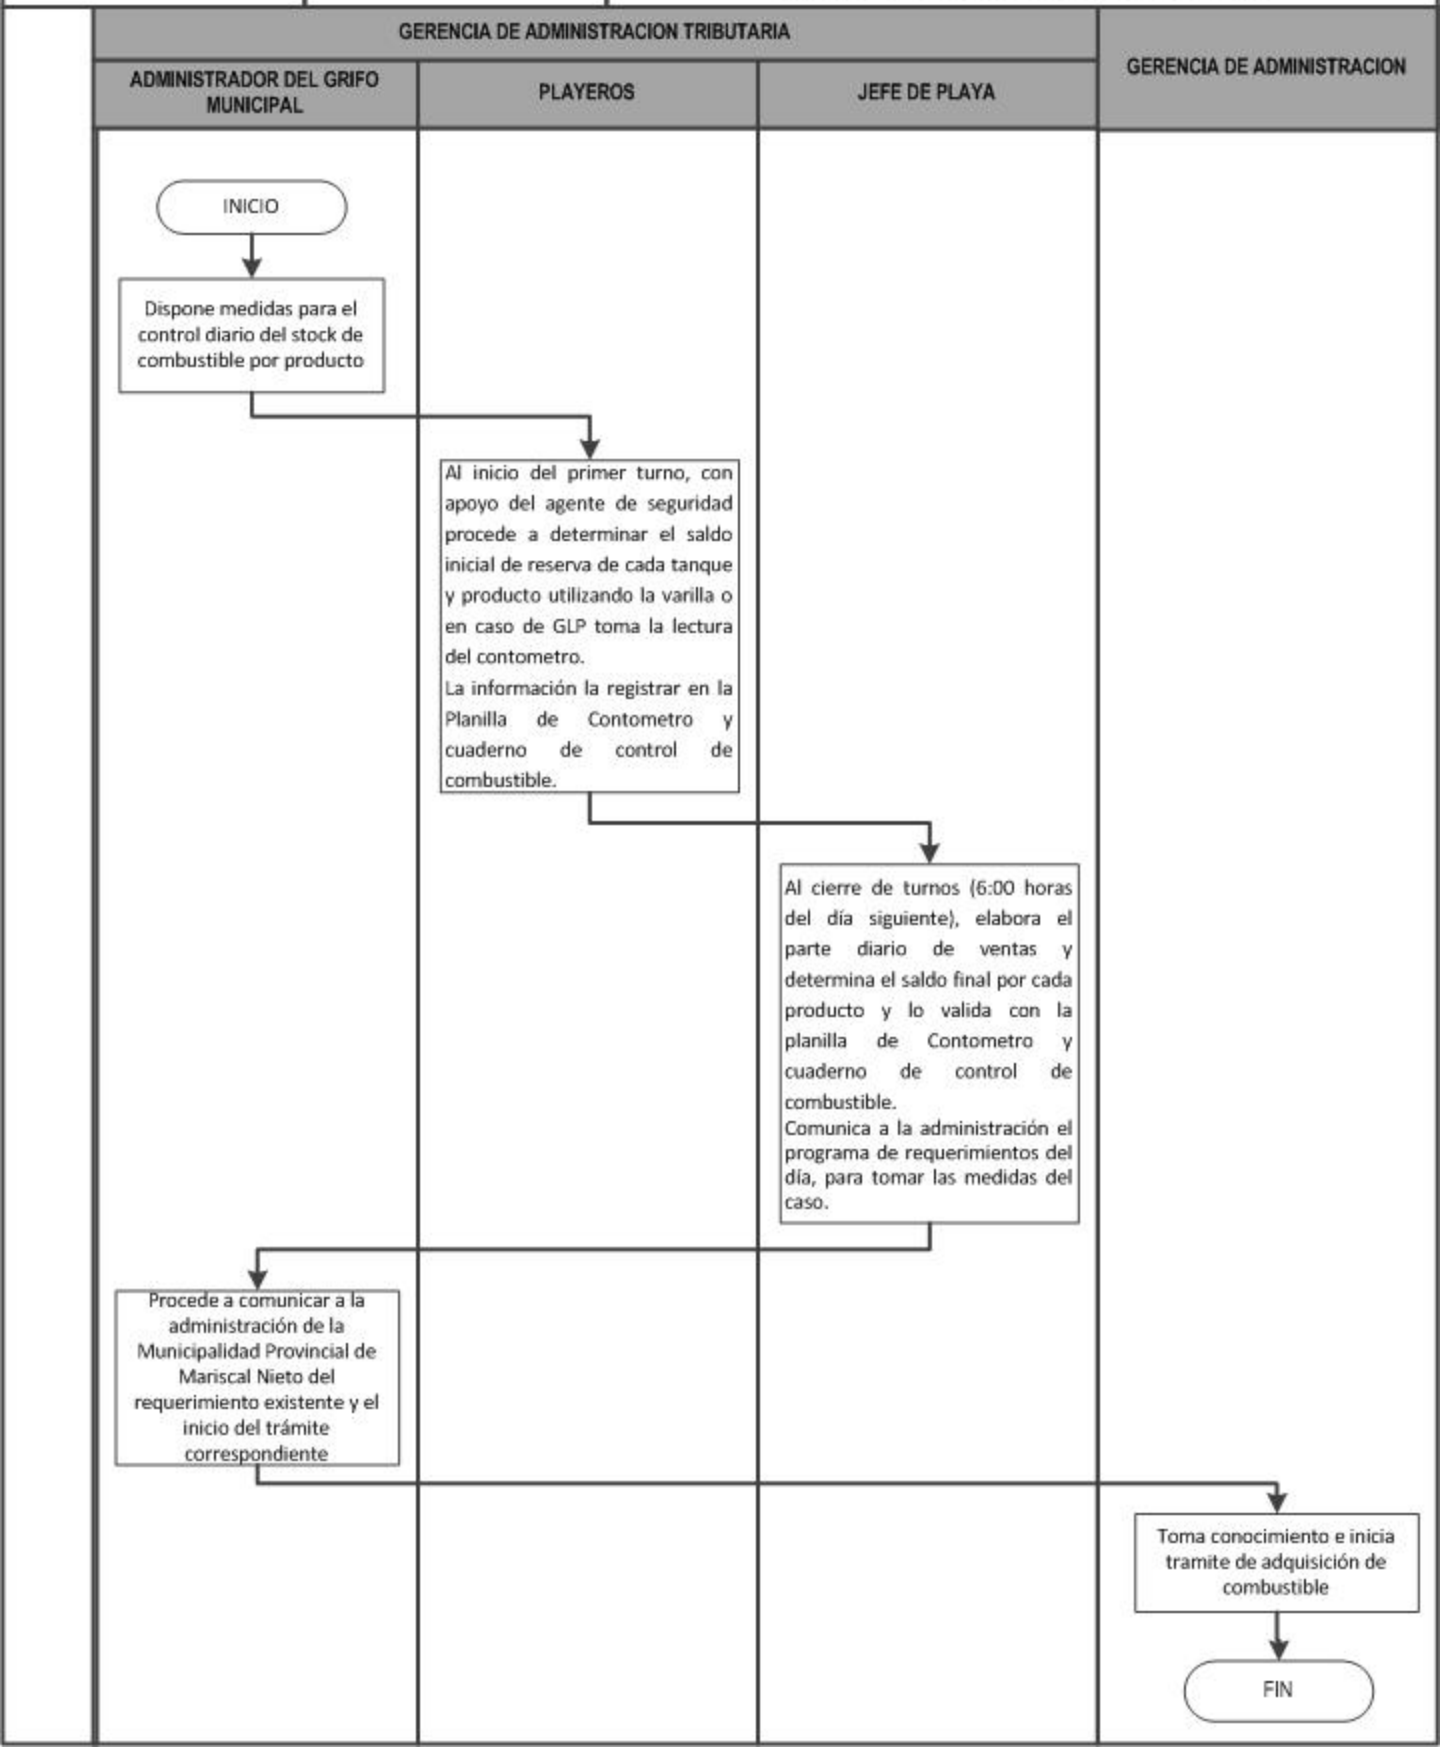 GERENCIA DE ADMINISTRACION TRIBUTARIA
GERENCIA DE ADMINISTRACION
ADMINISTRADOR DEL GRIFO
MUNICIPAL
PLAYEROS
JEFE DE PLAYA
INICIO
Dispone medidas para el
control diario del stock de
combustible por producto
Al inicio del primer turno, con
apoyo del agente de seguridad
procede a determinar el saldo
inicial de reserva de cada tanque
y producto utilizando la varilla o
en caso de GLP toma la lectura
del contometro.
La información la registrar en la
Planilla de Contometro y
cuaderno de control de
combustible.
Al cierre de turnos (6:00 horas
del día siguiente), elabora el
parte diario de ventas y
determina el saldo final por cada
producto y lo valida con la
planilla de Contometro y
cuaderno de control de
combustible.
Comunica a la administración el
programa de requerimientos del
día, para tomar las medidas del
caso.
Procede a comunicar a la
administración de la
Municipalidad Provincial de
Mariscal Nieto del
requerimiento existente y el
inicio del trámite
correspondiente
Toma conocimiento e inicia
tramite de adquisición de
combustible
FIN